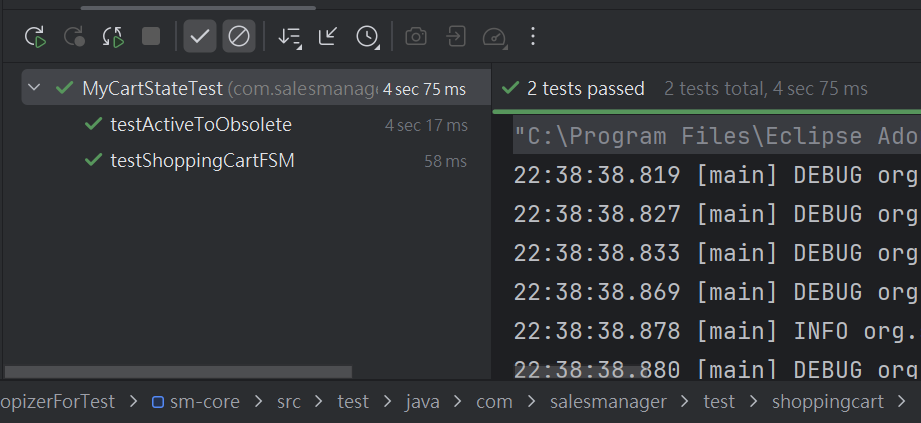 MyCartStateTest (com.salesmanag 4 sec 75 ms
testActiveToObsolete 4 sec 17 ms
testShoppingCartFSM 58 ms
2 tests passed 2 tests total, 4 sec 75 ms
"C:\Program Files\Eclipse Ado
22:38:38.819 [main] DEBUG org
22:38:38.827 [main] DEBUG org
22:38:38.833 [main] DEBUG org
22:38:38.869 [main] DEBUG org
22:38:38.878 [main] INFO org.
22:38:38.880 [main] DEBUG org
opizerForTest > sm-core > src > test > java > com > salesmanager > test > shoppingcart >